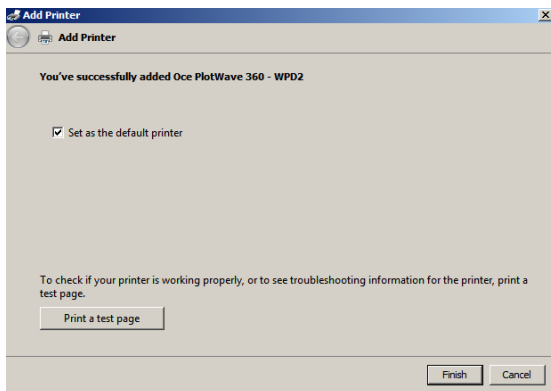 Add Printer
Add Printer
You've successfully added Oce PlotWave 360 - WPD2
Set as the default printer
To check if your printer is working properly, or to see troubleshooting information for the printer, print a
test page.
Print a test page
Finish Cancel